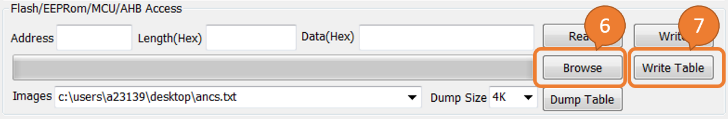 Flash/EEPRom/MCU/AHB Access
6 7
Address Length(Hex) Data(Hex)
Browse Write Table
Images c:\users\a23139\desktop\ancs.txt Dump Size 4K Dump Table